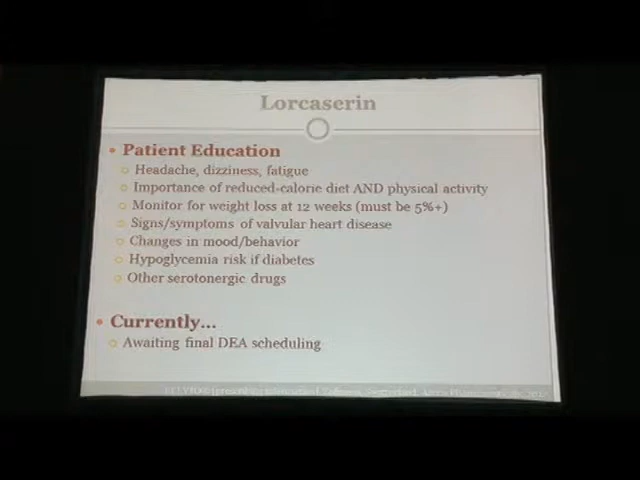 Lorcaserin
• Patient Education
○ Headache, dizziness, fatigue
○ Importance of reduced-calorie diet AND physical activity
○ Monitor for weight loss at 12 weeks (must be 5%+)
○ Signs/symptoms of valvular heart disease
○ Changes in mood/behavior
○ Hypoglycemia risk if diabetes
○ Other serotonergic drugs
• Currently...
○ Awaiting final DEA scheduling